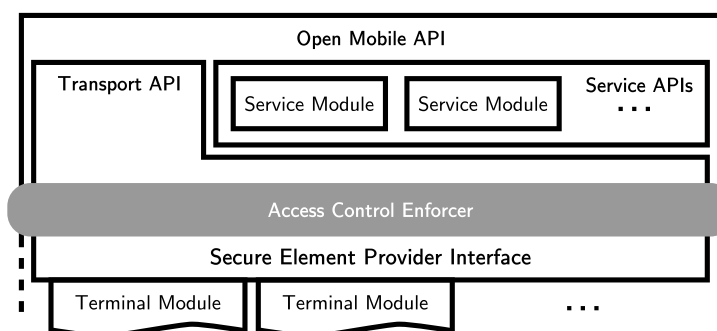 Open Mobile API
Transport API
Service Module
Service Module
Service APIs
...
Access Control Enforcer
Secure Element Provider Interface
Terminal Module
Terminal Module
...